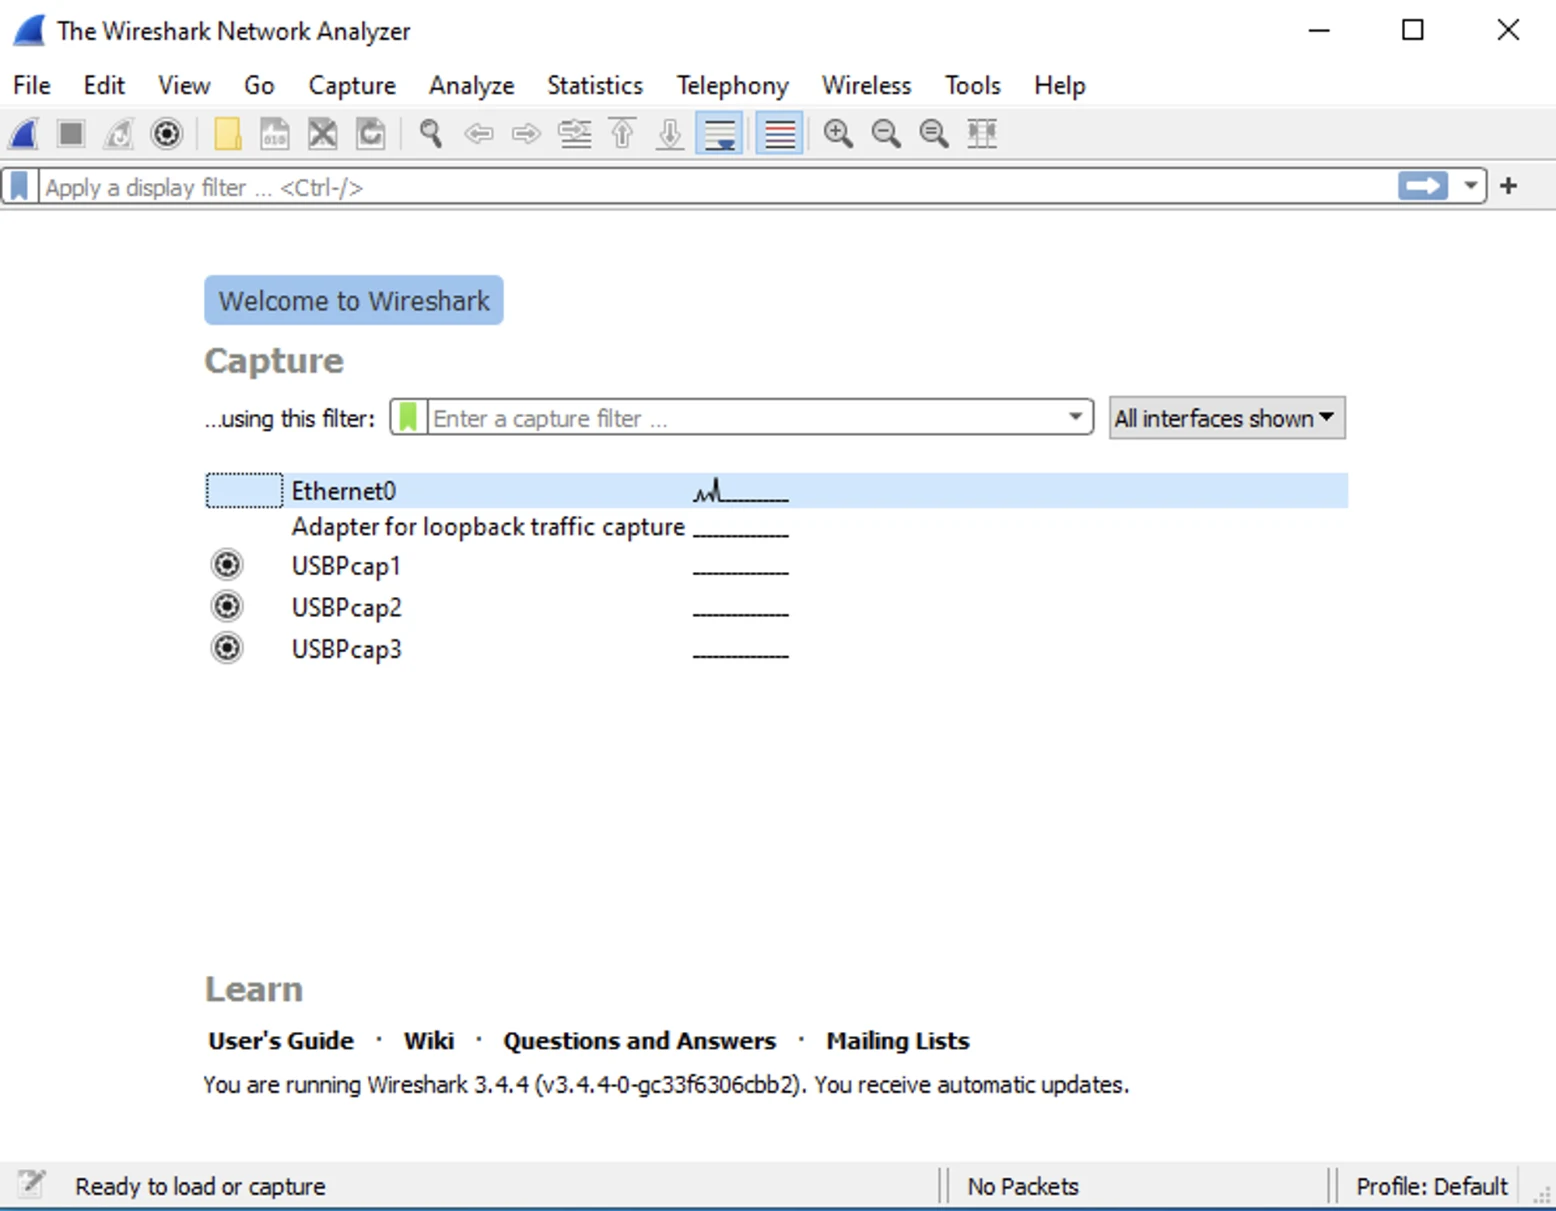 The Wireshark Network Analyzer
File Edit View Go Capture Analyze Statistics Telephony Wireless Tools Help
Apply a display filter ... <Ctrl-/>
Welcome to Wireshark
Capture
...using this filter: Enter a capture filter ... All interfaces shown
Ethernet0
Adapter for loopback traffic capture
USBPcap1
USBPcap2
USBPcap3
Learn
User's Guide · Wiki · Questions and Answers · Mailing Lists
You are running Wireshark 3.4.4 (v3.4.4-0-gc33f6306cbb2). You receive automatic updates.
Ready to load or capture No Packets Profile: Default